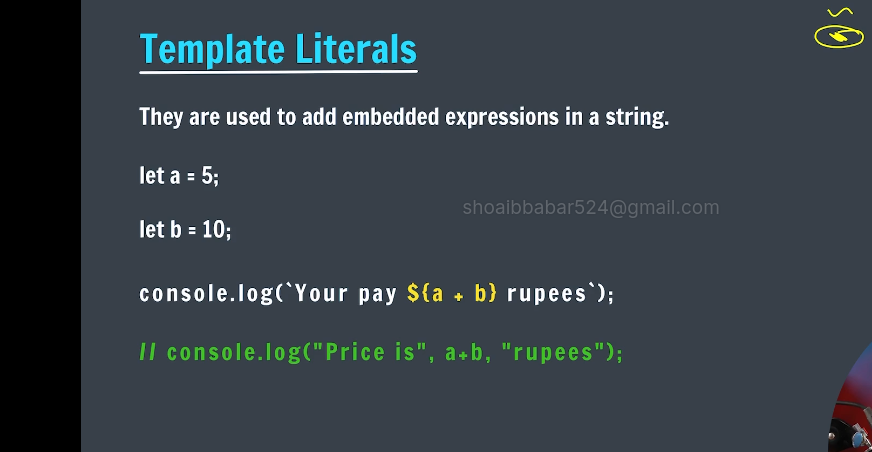 Template Literals
They are used to add embedded expressions in a string.
let a = 5;
shoaibbabar524@gmail.com
let b = 10;
console.log(`Your pay ${a + b} rupees`);
// console.log("Price is", a+b, "rupees");